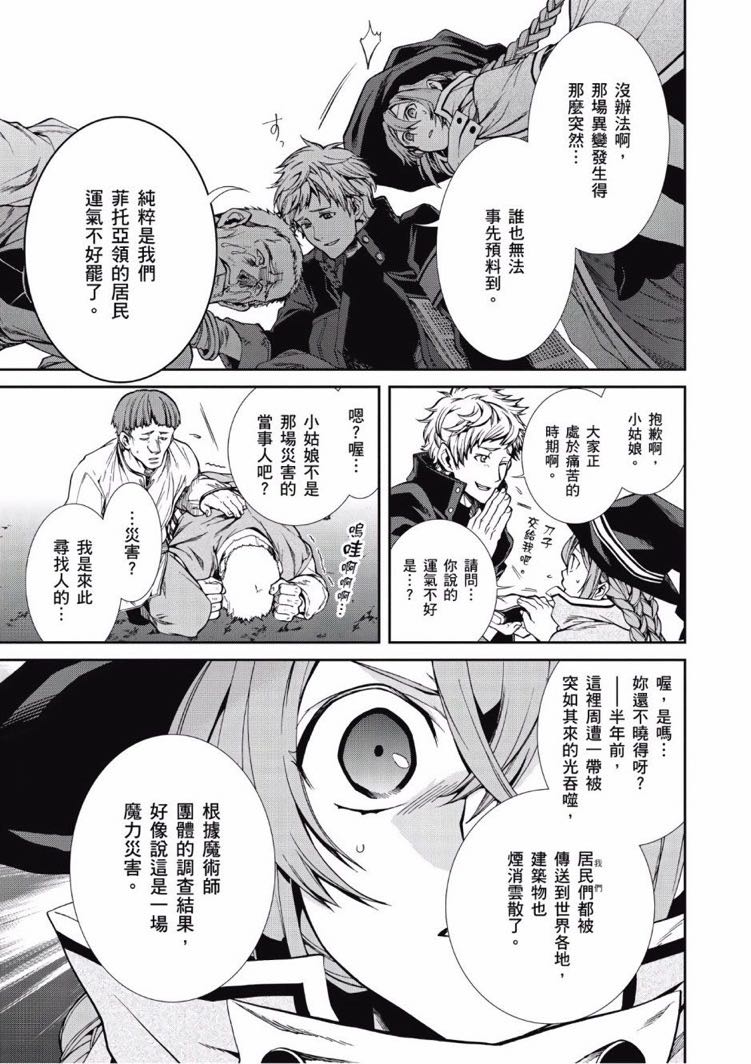 沒辦法啊，
那場異變發生得
那麼突然…
誰也無法
事先預料到。
すっ
純粹是我們
菲托亞領的居民
運氣不好罷了。
抱歉啊，
小姑娘。
大家正
處於痛苦的
時期啊
刀子
交給我吧。
請問…
你說的
運氣不好
是…？
嗯？喔…
小姑娘不是
那場災害的
當事人吧？
嗚哇啊啊啊…
…災害？
我是來此
尋找人的…
喔，是嗎…
妳還不曉得呀？
——半年前，
這裡周遭一帶被
突如其來的光吞噬，
居民們都被
我們
傳送到世界各地，
建築物也
煙消雲散了。
根據魔術師
團體的調查結果，
好像說這是一場
魔力災害。